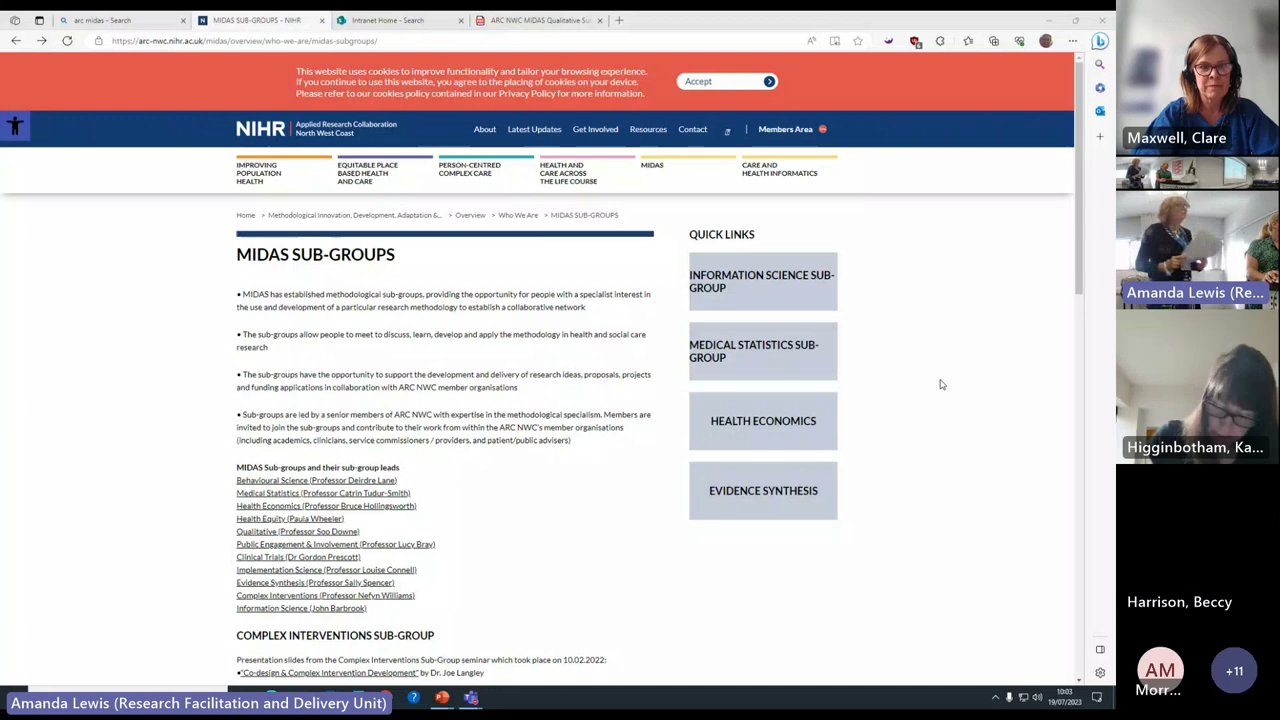 arc midas - Search
MIDAS SUB-GROUPS - NIHR
Intranet Home - Search
ARC NWC MIDAS Qualitative Su
https://arc-nwc.nihr.ac.uk/midas/overview/who-we-are/midas-subgroups/
This website uses cookies to improve functionality and tailor your browsing experience.
If you continue to use this website, you agree to the placing of cookies on your device.
Please refer to our cookies policy contained in our Privacy Policy for more information.
Accept
NIHR | Applied Research Collaboration
North West Coast
About Latest Updates Get Involved Resources Contact Members Area
IMPROVING
POPULATION
HEALTH
EQUITABLE PLACE
BASED HEALTH
AND CARE
PERSON-CENTRED
COMPLEX CARE
HEALTH AND
CARE ACROSS
THE LIFE COURSE
MIDAS
CARE AND
HEALTH INFORMATICS
Home > Methodological Innovation, Development, Adaptation &... > Overview > Who We Are > MIDAS SUB-GROUPS
MIDAS SUB-GROUPS
• MIDAS has established methodological sub-groups, providing the opportunity for people with a specialist interest in
the use and development of a particular research methodology to establish a collaborative network
• The sub-groups allow people to meet to discuss, learn, develop and apply the methodology in health and social care
research
• The sub-groups have the opportunity to support the development and delivery of research ideas, proposals, projects
and funding applications in collaboration with ARC NWC member organisations
• Sub-groups are led by a senior members of ARC NWC with expertise in the methodological specialism. Members are
invited to join the sub-groups and contribute to their work from within the ARC NWC's member organisations
(including academics, clinicians, service commissioners / providers, and patient/public advisers)
MIDAS Sub-groups and their sub-group leads
Behavioural Science (Professor Deirdre Lane)
Medical Statistics (Professor Catrin Tudur-Smith)
Health Economics (Professor Bruce Hollingsworth)
Health Equity (Paula Wheeler)
Qualitative (Professor Soo Downe)
Public Engagement & Involvement (Professor Lucy Bray)
Clinical Trials (Dr Gordon Prescott)
Implementation Science (Professor Louise Connell)
Evidence Synthesis (Professor Sally Spencer)
Complex Interventions (Professor Nefyn Williams)
Information Science (John Barbrook)
COMPLEX INTERVENTIONS SUB-GROUP
Presentation slides from the Complex Interventions Sub-Group seminar which took place on 10.02.2022:
•"Co-design & Complex Intervention Development" by Dr. Joe Langley
QUICK LINKS
INFORMATION SCIENCE SUB-
GROUP
MEDICAL STATISTICS SUB-
GROUP
HEALTH ECONOMICS
EVIDENCE SYNTHESIS
Maxwell, Clare
Amanda Lewis (Re...
Higginbotham, Ka...
Harrison, Beccy
AM
Morr...
+11
Amanda Lewis (Research Facilitation and Delivery Unit)
10:03
19/07/2023